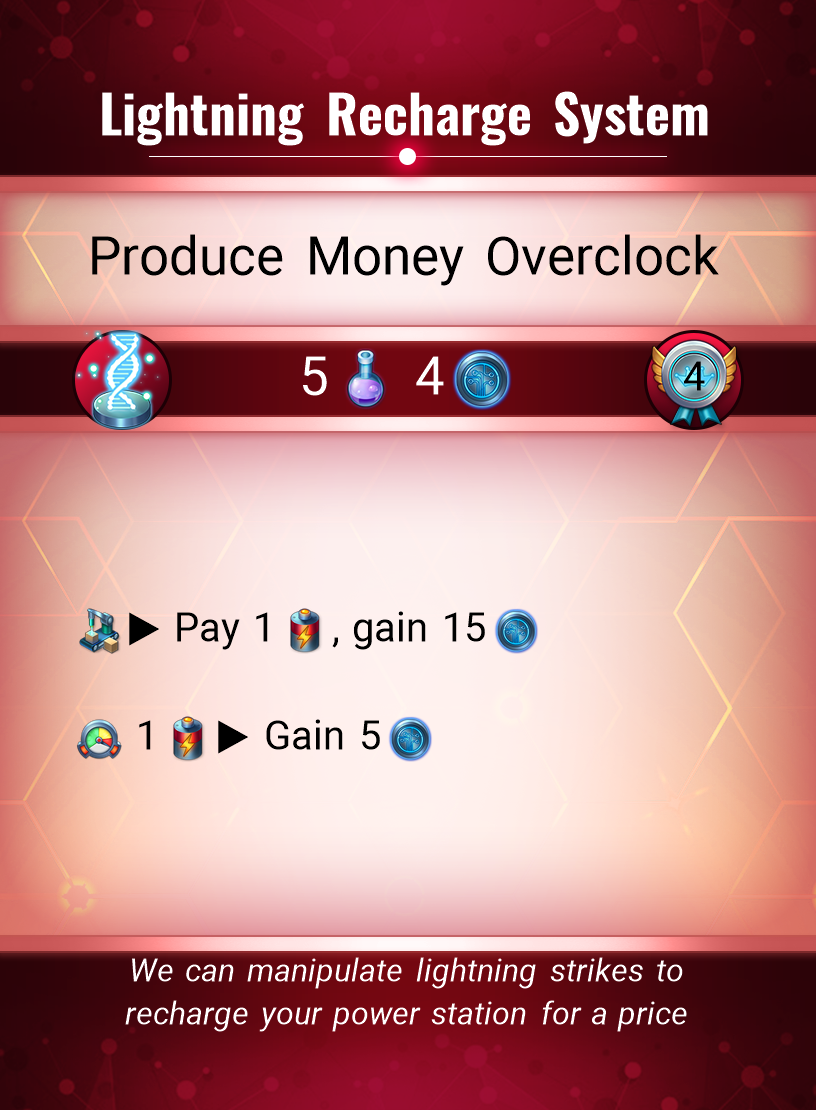 Lightning Recharge System
Produce Money Overclock
5 4 4
Pay 1 , gain 15
1 Gain 5
We can manipulate lightning strikes to
recharge your power station for a price